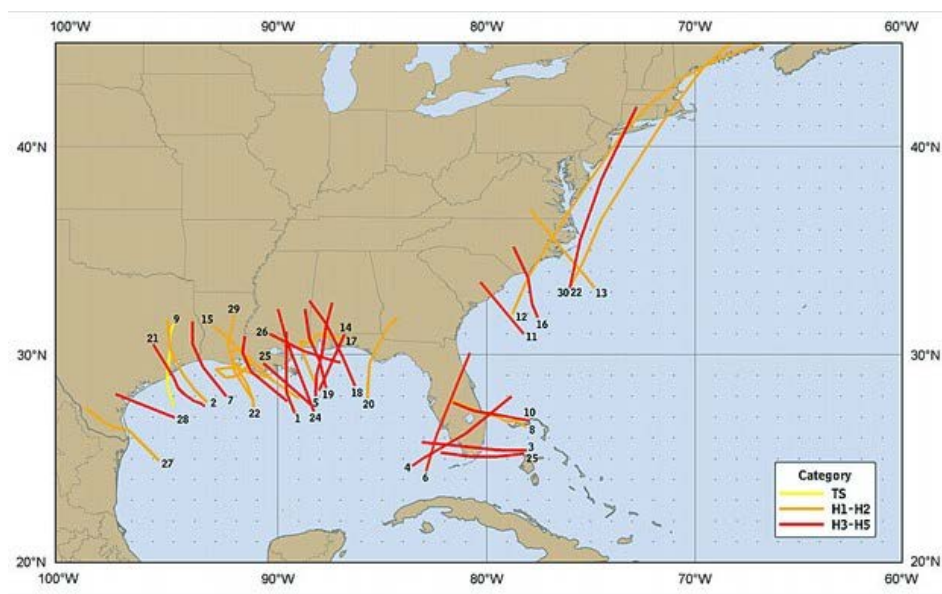 100°W 90°W 80°W 70°W 60°W
40°N 40°N
30°N 30°N
20°N 20°N
9 15 29
21 26 14
25 17
2 7 22 5 19 18 20
28 1 24
27
30 22 13
12 16
11
10
8
3
4 25
6
Category
TS
H1-H2
H3-H5
100°W 90°W 80°W 70°W 60°W